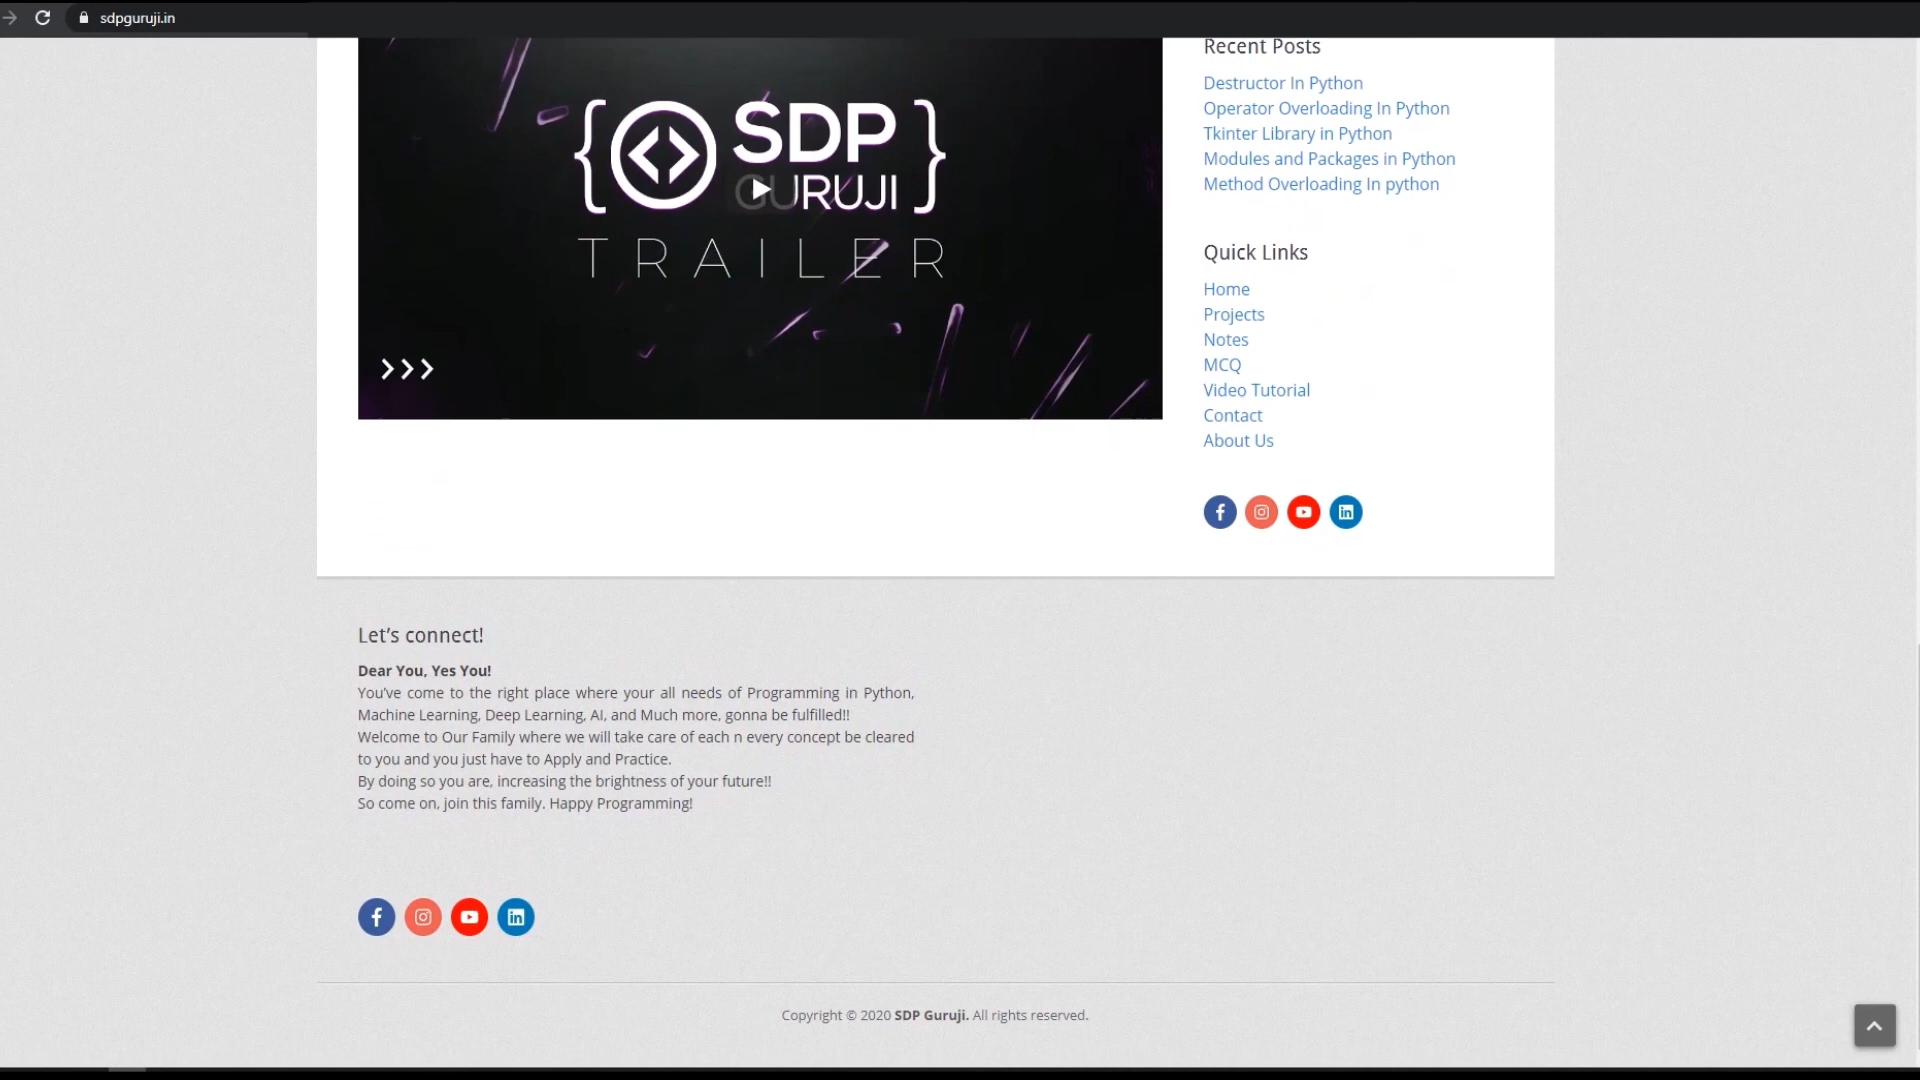 sdpguruji.in
{ <> SDP }
GURUJI
TRAILER
>>>
Recent Posts
Destructor In Python
Operator Overloading In Python
Tkinter Library in Python
Modules and Packages in Python
Method Overloading In python
Quick Links
Home
Projects
Notes
MCQ
Video Tutorial
Contact
About Us
Let’s connect!
Dear You, Yes You!
You’ve come to the right place where your all needs of Programming in Python,
Machine Learning, Deep Learning, AI, and Much more, gonna be fulfilled!!
Welcome to Our Family where we will take care of each n every concept be cleared
to you and you just have to Apply and Practice.
By doing so you are, increasing the brightness of your future!!
So come on, join this family. Happy Programming!
Copyright © 2020 SDP Guruji. All rights reserved.